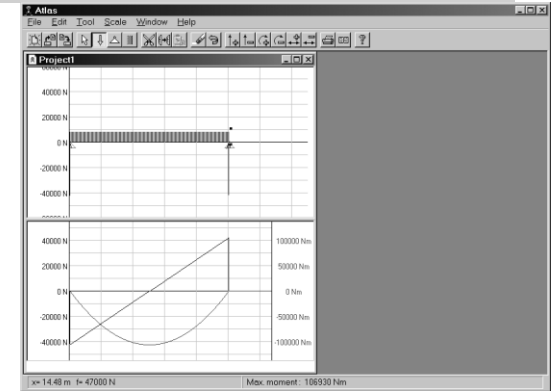 Atlas
File Edit Tool Scale Window Help
Project1
40000 N
20000 N
0 N
-20000 N
-40000 N
40000 N
20000 N
0 N
-20000 N
-40000 N
100000 Nm
50000 Nm
0 Nm
-50000 Nm
-100000 Nm
x= 14.48 m f= 47000 N Max. moment : 106930 Nm